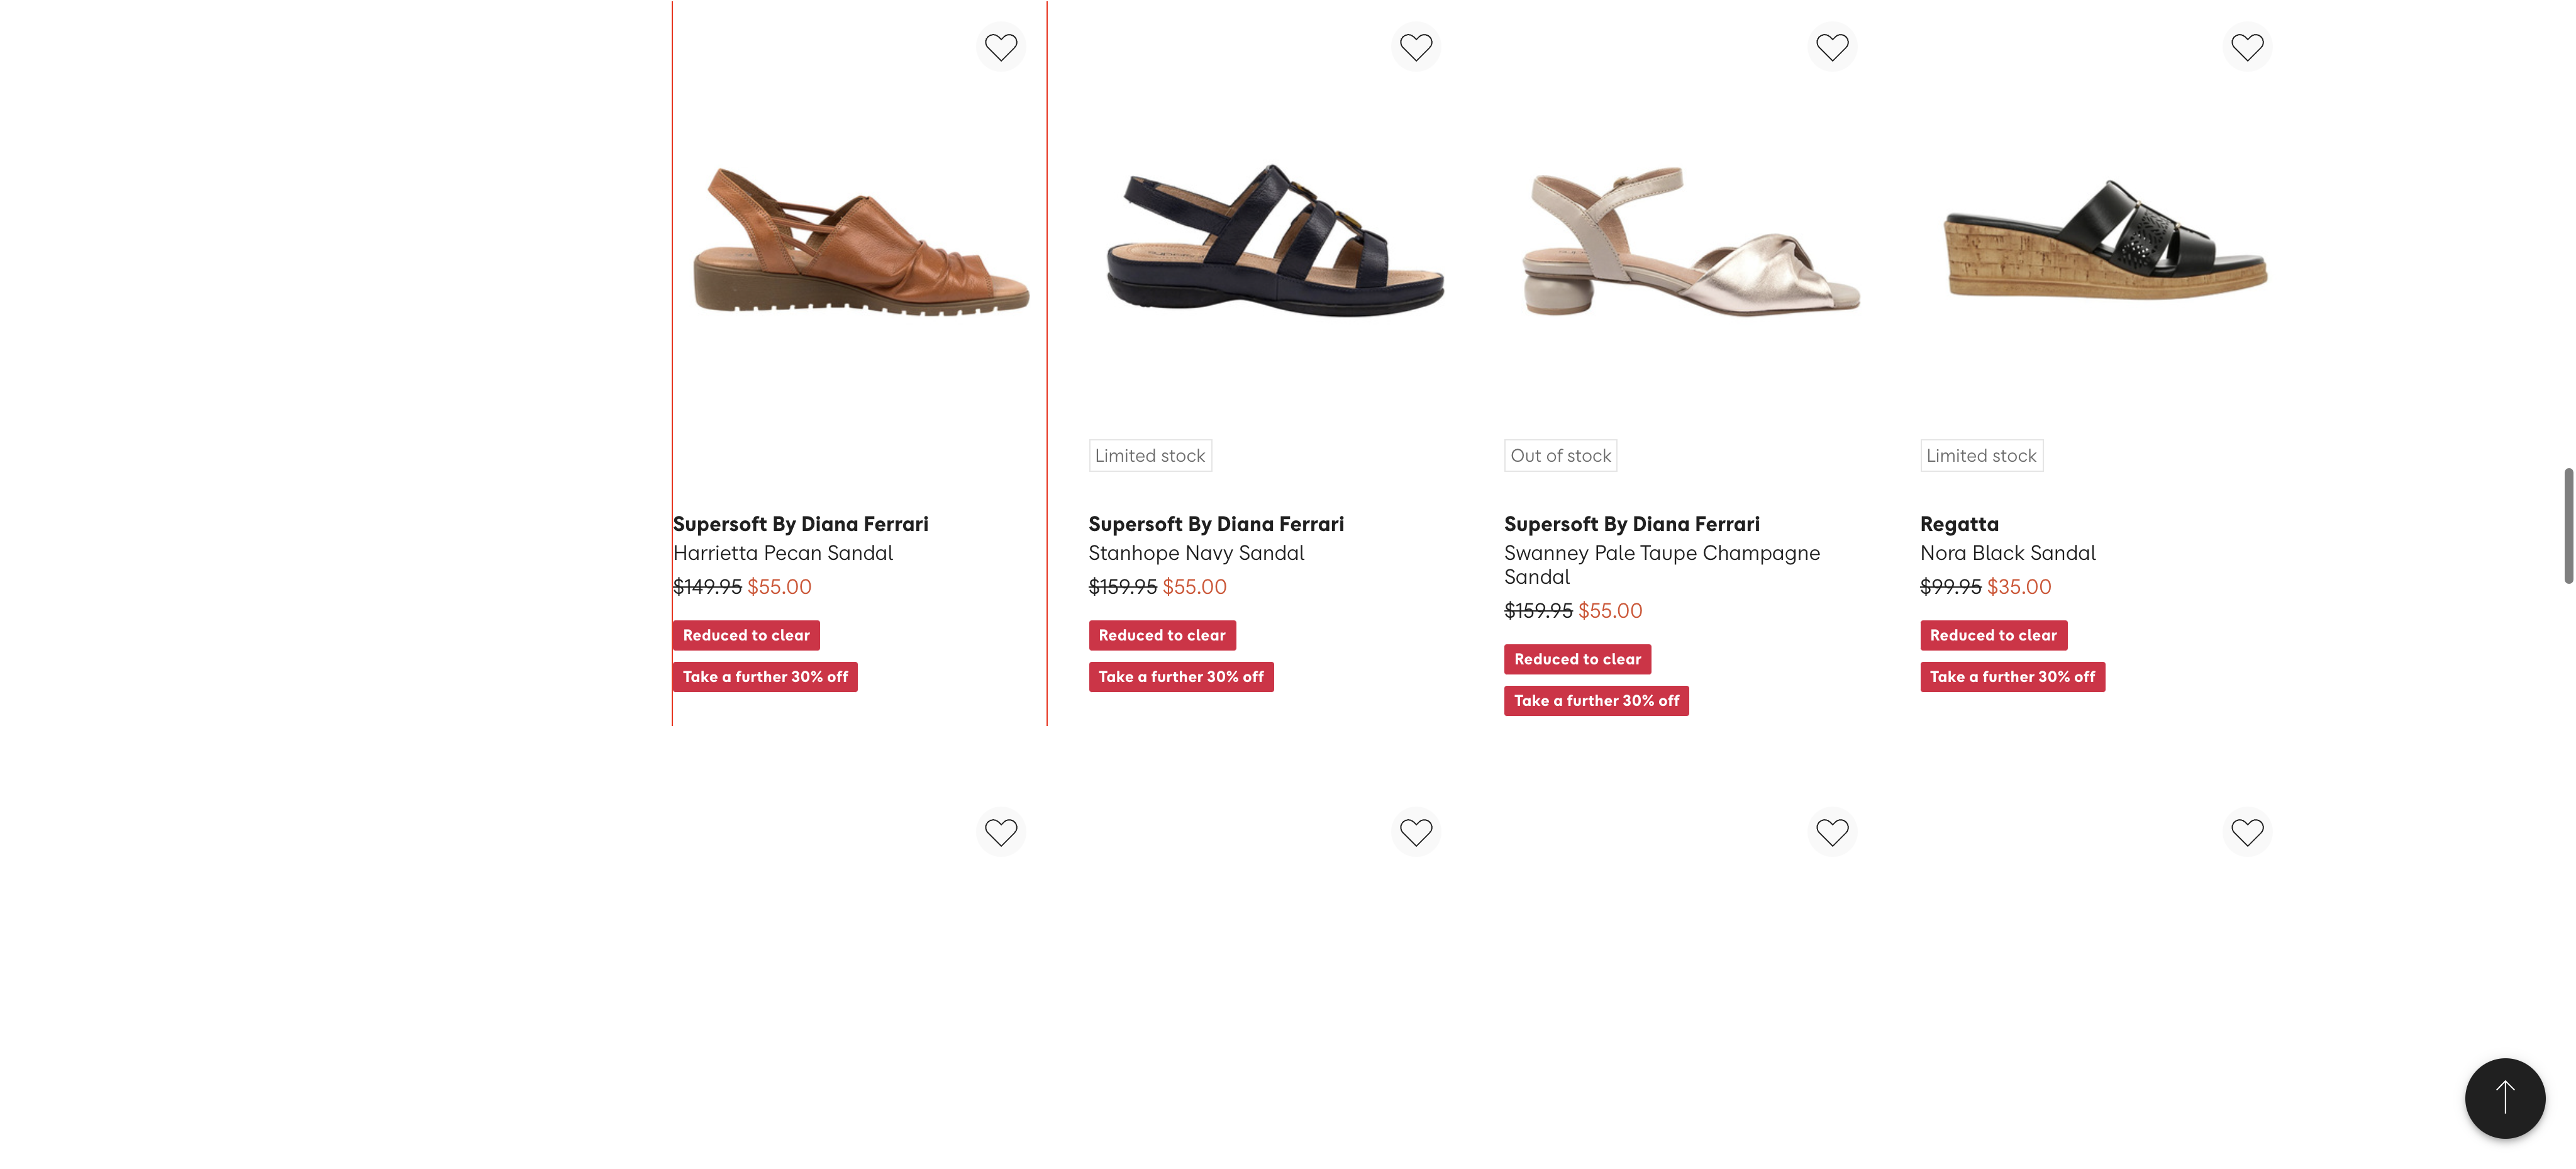 Limited stock
Out of stock
Limited stock
Supersoft By Diana Ferrari
Harrietta Pecan Sandal
$149.95 $55.00
Reduced to clear
Take a further 30% off
Supersoft By Diana Ferrari
Stanhope Navy Sandal
$159.95 $55.00
Reduced to clear
Take a further 30% off
Supersoft By Diana Ferrari
Swanney Pale Taupe Champagne
Sandal
$159.95 $55.00
Reduced to clear
Take a further 30% off
Regatta
Nora Black Sandal
$99.95 $35.00
Reduced to clear
Take a further 30% off